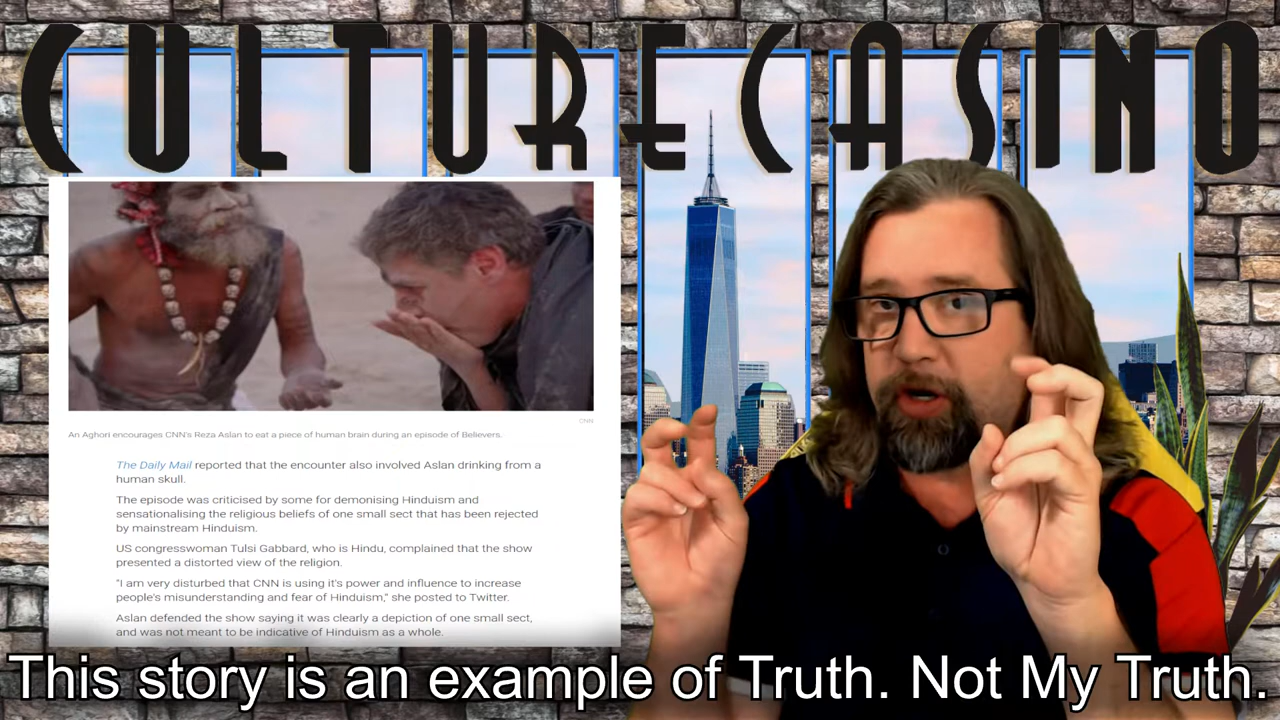 CULTURECASINO
CNN
An Aghori encourages CNN's Reza Aslan to eat a piece of human brain during an episode of Believers.
The Daily Mail reported that the encounter also involved Aslan drinking from a
human skull.
The episode was criticised by some for demonising Hinduism and
sensationalising the religious beliefs of one small sect that has been rejected
by mainstream Hinduism.
US congresswoman Tulsi Gabbard, who is Hindu, complained that the show
presented a distorted view of the religion.
"I am very disturbed that CNN is using it's power and influence to increase
people's misunderstanding and fear of Hinduism," she posted to Twitter.
Aslan defended the show saying it was clearly a depiction of one small sect,
and was not meant to be indicative of Hinduism as a whole.
This story is an example of Truth. Not My Truth.